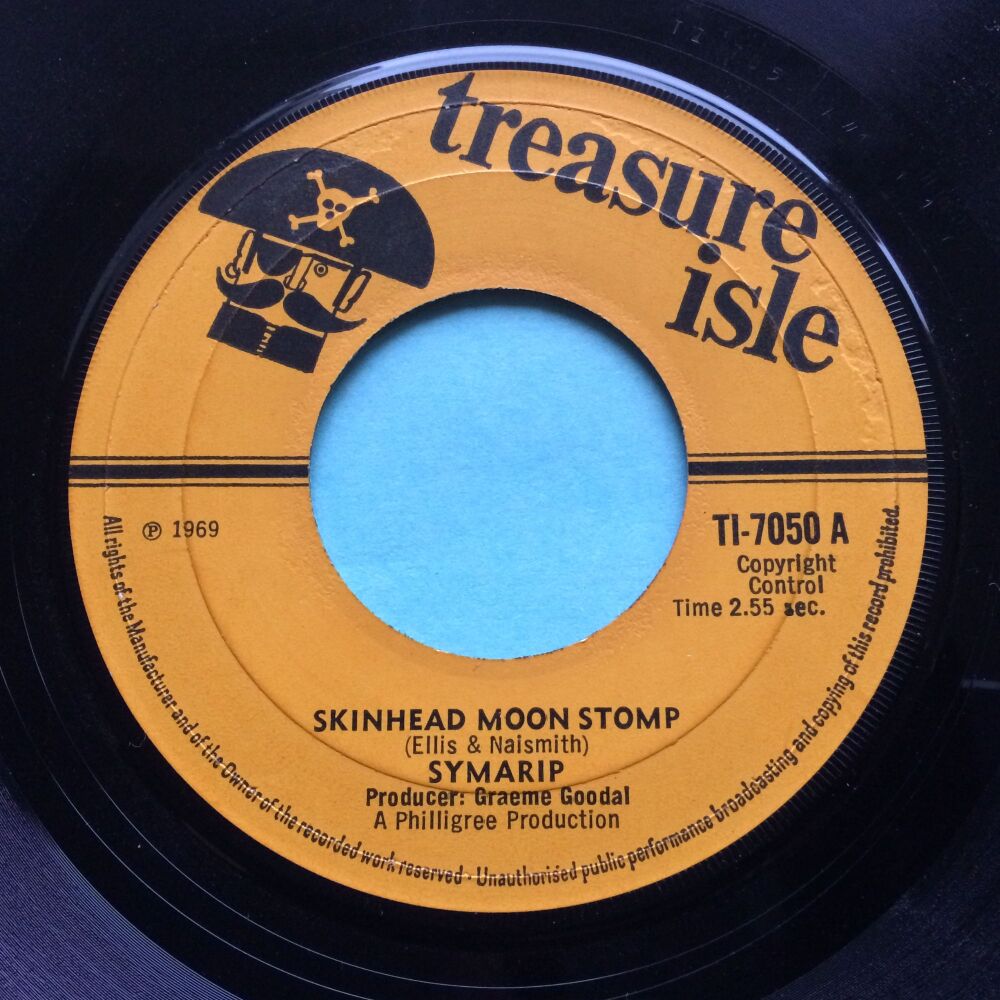 treasure
isle
℗ 1969
TI-7050 A
Copyright
Control
Time 2.55 sec.
SKINHEAD MOON STOMP
(Ellis & Naismith)
SYMARIP
Producer: Graeme Goodal
A Philligree Production
All rights of the Manufacturer and of the Owner of the recorded work reserved · Unauthorised public performance broadcasting and copying of this record prohibited.